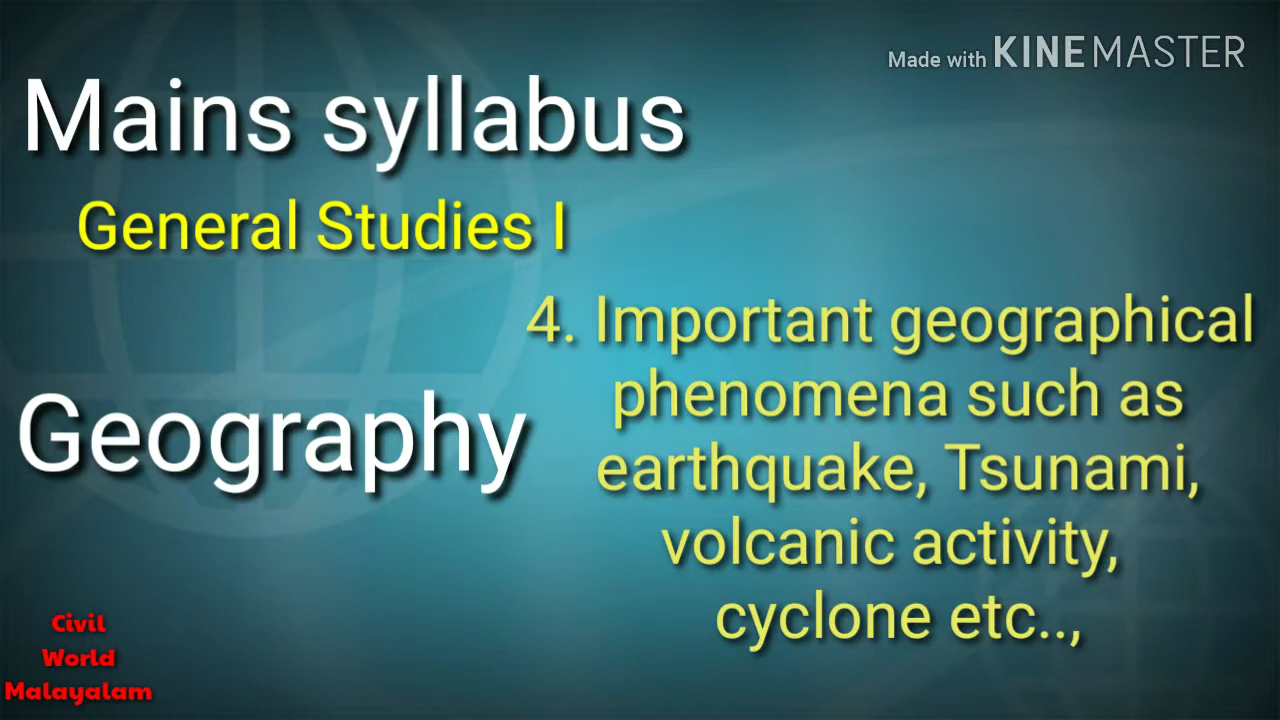 Made with KINEMASTER
Mains syllabus
General Studies I
Geography
4. Important geographical
phenomena such as
earthquake, Tsunami,
volcanic activity,
cyclone etc..,
Civil
World
Malayalam